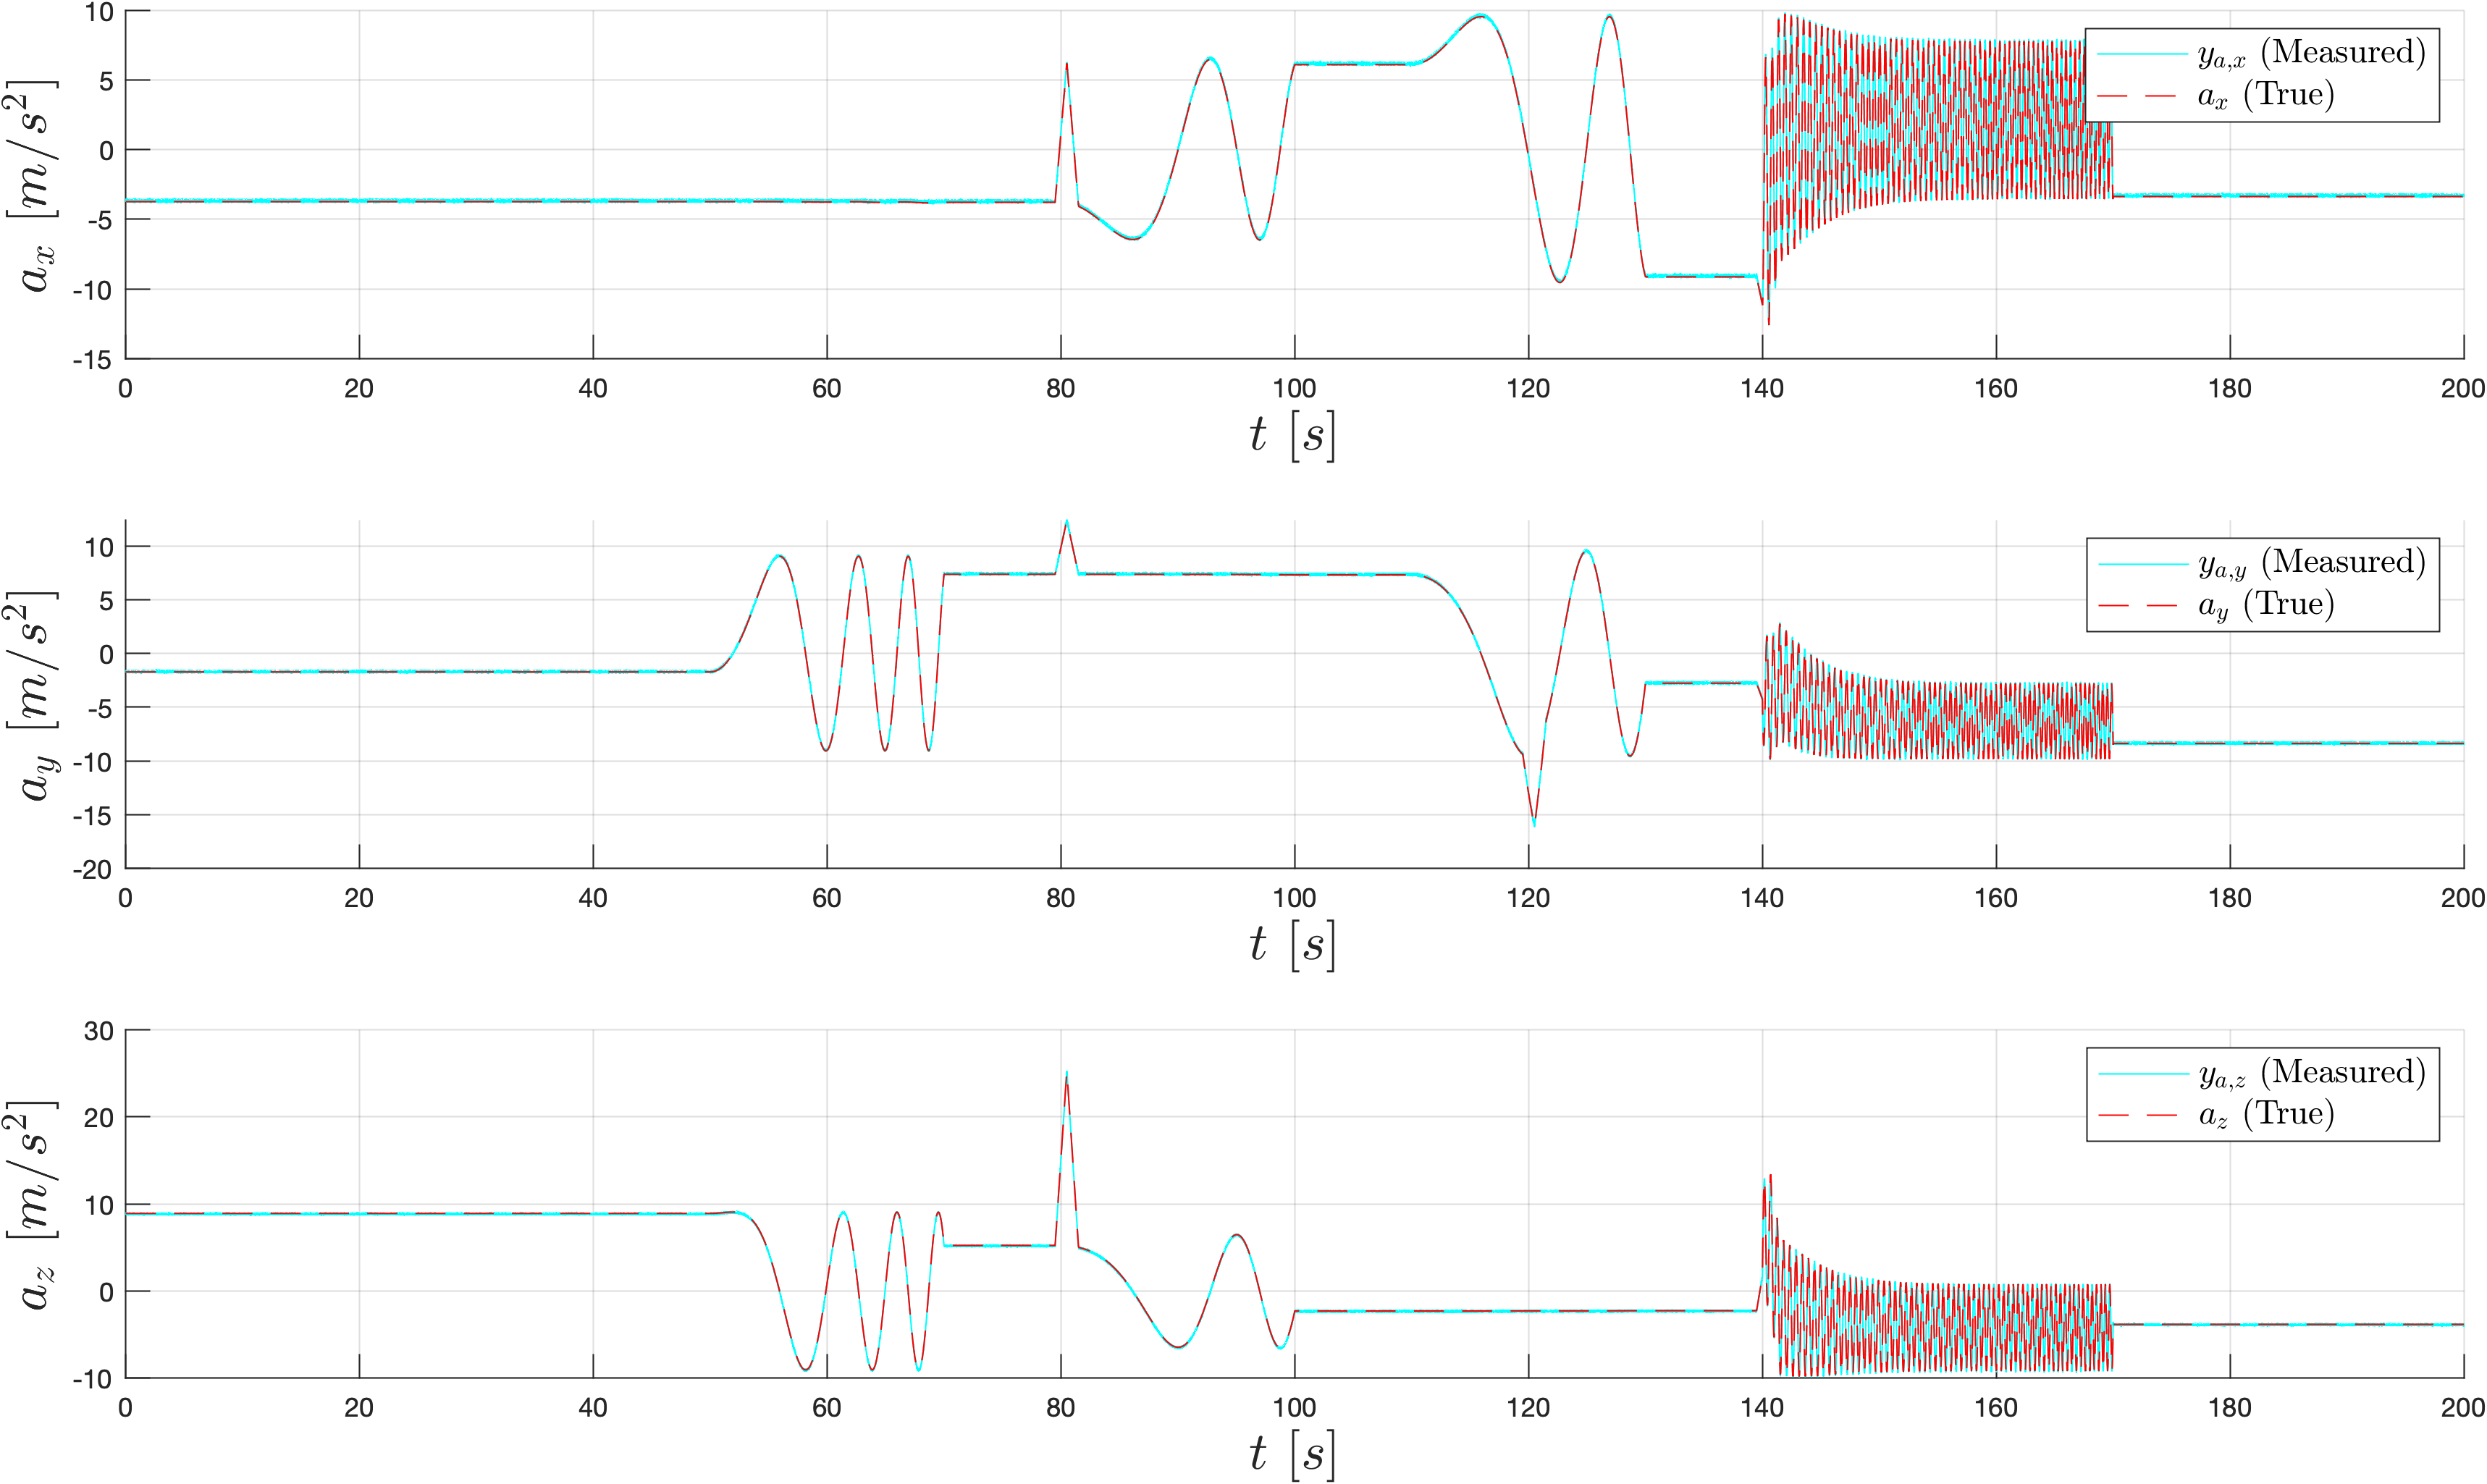 10
5
0
-5
-10
-15
a_x [m/s^2]
0 20 40 60 80 100 120 140 160 180 200
t [s]
y_{a,x} (Measured)
a_x (True)
10
5
0
-5
-10
-15
-20
a_y [m/s^2]
0 20 40 60 80 100 120 140 160 180 200
t [s]
y_{a,y} (Measured)
a_y (True)
30
20
10
0
-10
a_z [m/s^2]
0 20 40 60 80 100 120 140 160 180 200
t [s]
y_{a,z} (Measured)
a_z (True)